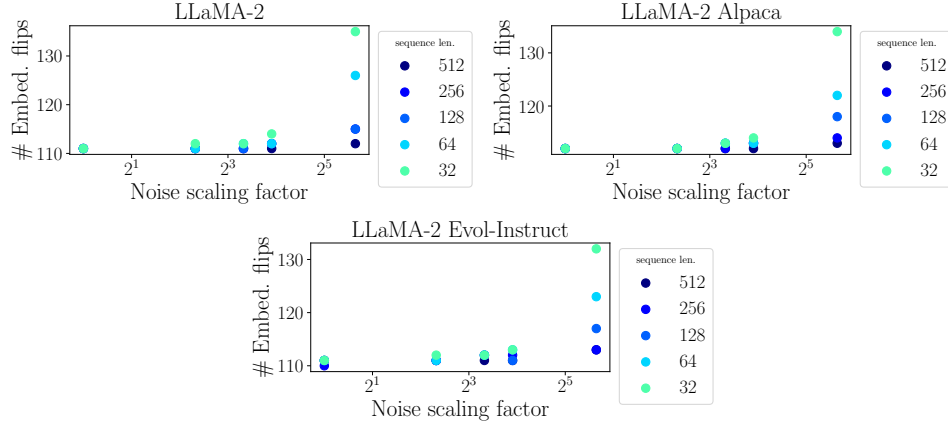 LLaMA-2
# Embed. flips
130
120
110
2^1
2^3
2^5
Noise scaling factor
sequence len.
512
256
128
64
32
LLaMA-2 Alpaca
# Embed. flips
130
120
2^1
2^3
2^5
Noise scaling factor
sequence len.
512
256
128
64
32
LLaMA-2 Evol-Instruct
# Embed. flips
130
120
110
2^1
2^3
2^5
Noise scaling factor
sequence len.
512
256
128
64
32